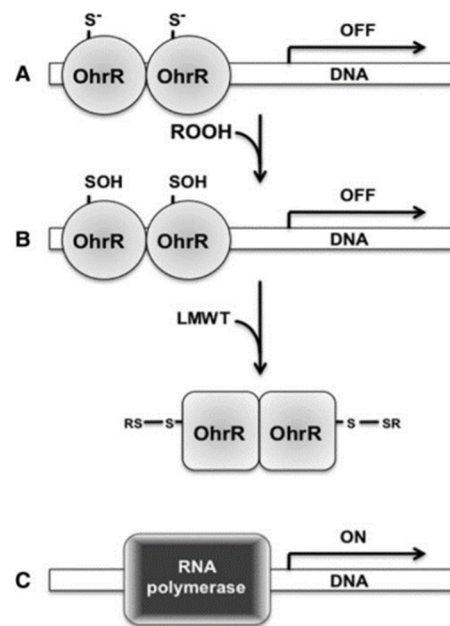 S- S-
OFF
A OhrR OhrR DNA
ROOH
SOH SOH
OFF
B OhrR OhrR DNA
LMWT
RS—S OhrR OhrR S—SR
ON
C RNA polymerase DNA